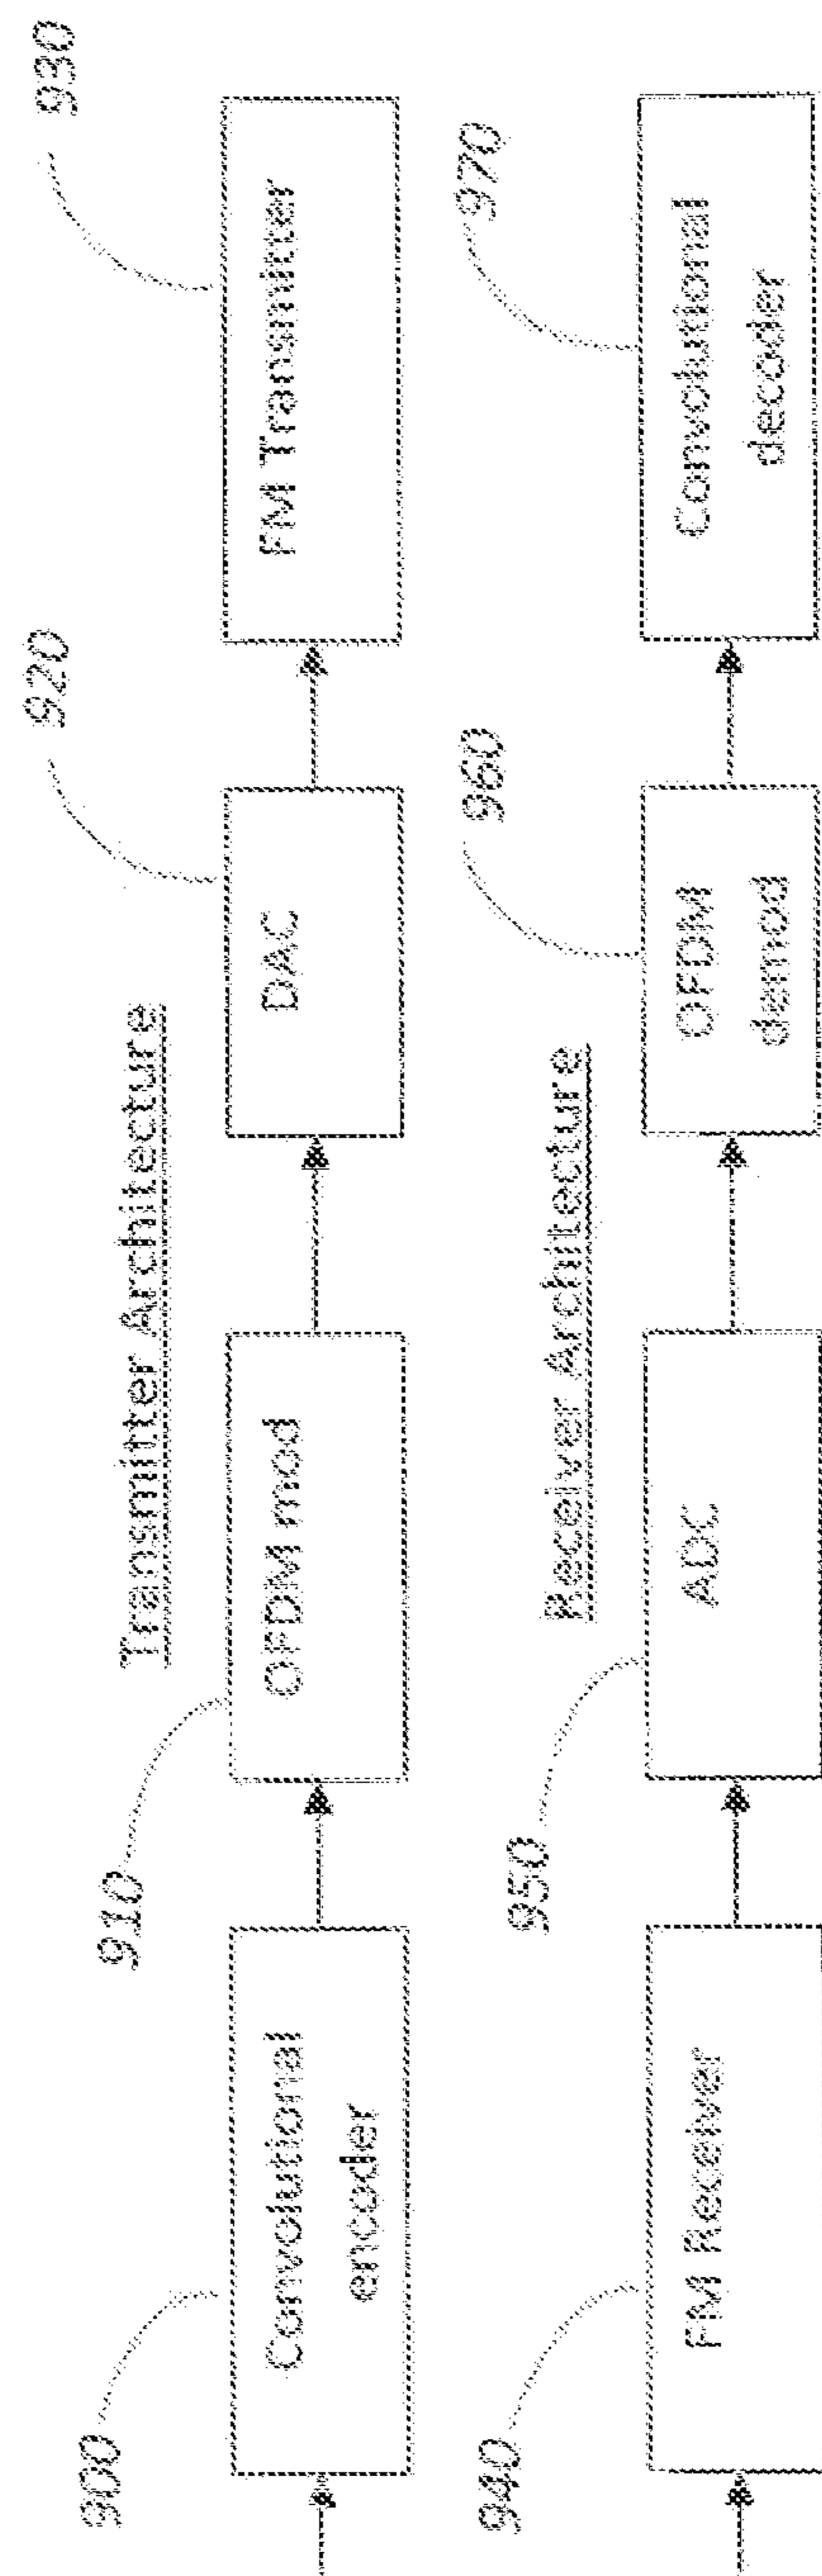 Transmitter Architecture
900
910
920
930
Convolutional
encoder
OFDM mod
DAC
FM Transmitter
Receiver Architecture
940
950
960
970
FM Receiver
ADC
OFDM
demod
Convolutional
decoder